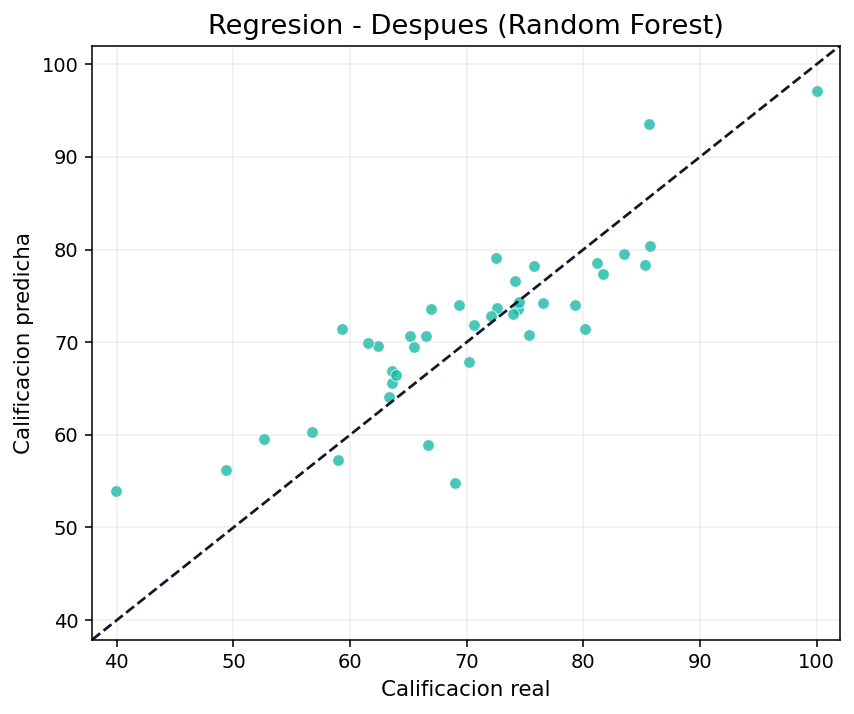 Regresion - Despues (Random Forest)
Calificacion predicha
100
90
80
70
60
50
40
40 50 60 70 80 90 100
Calificacion real